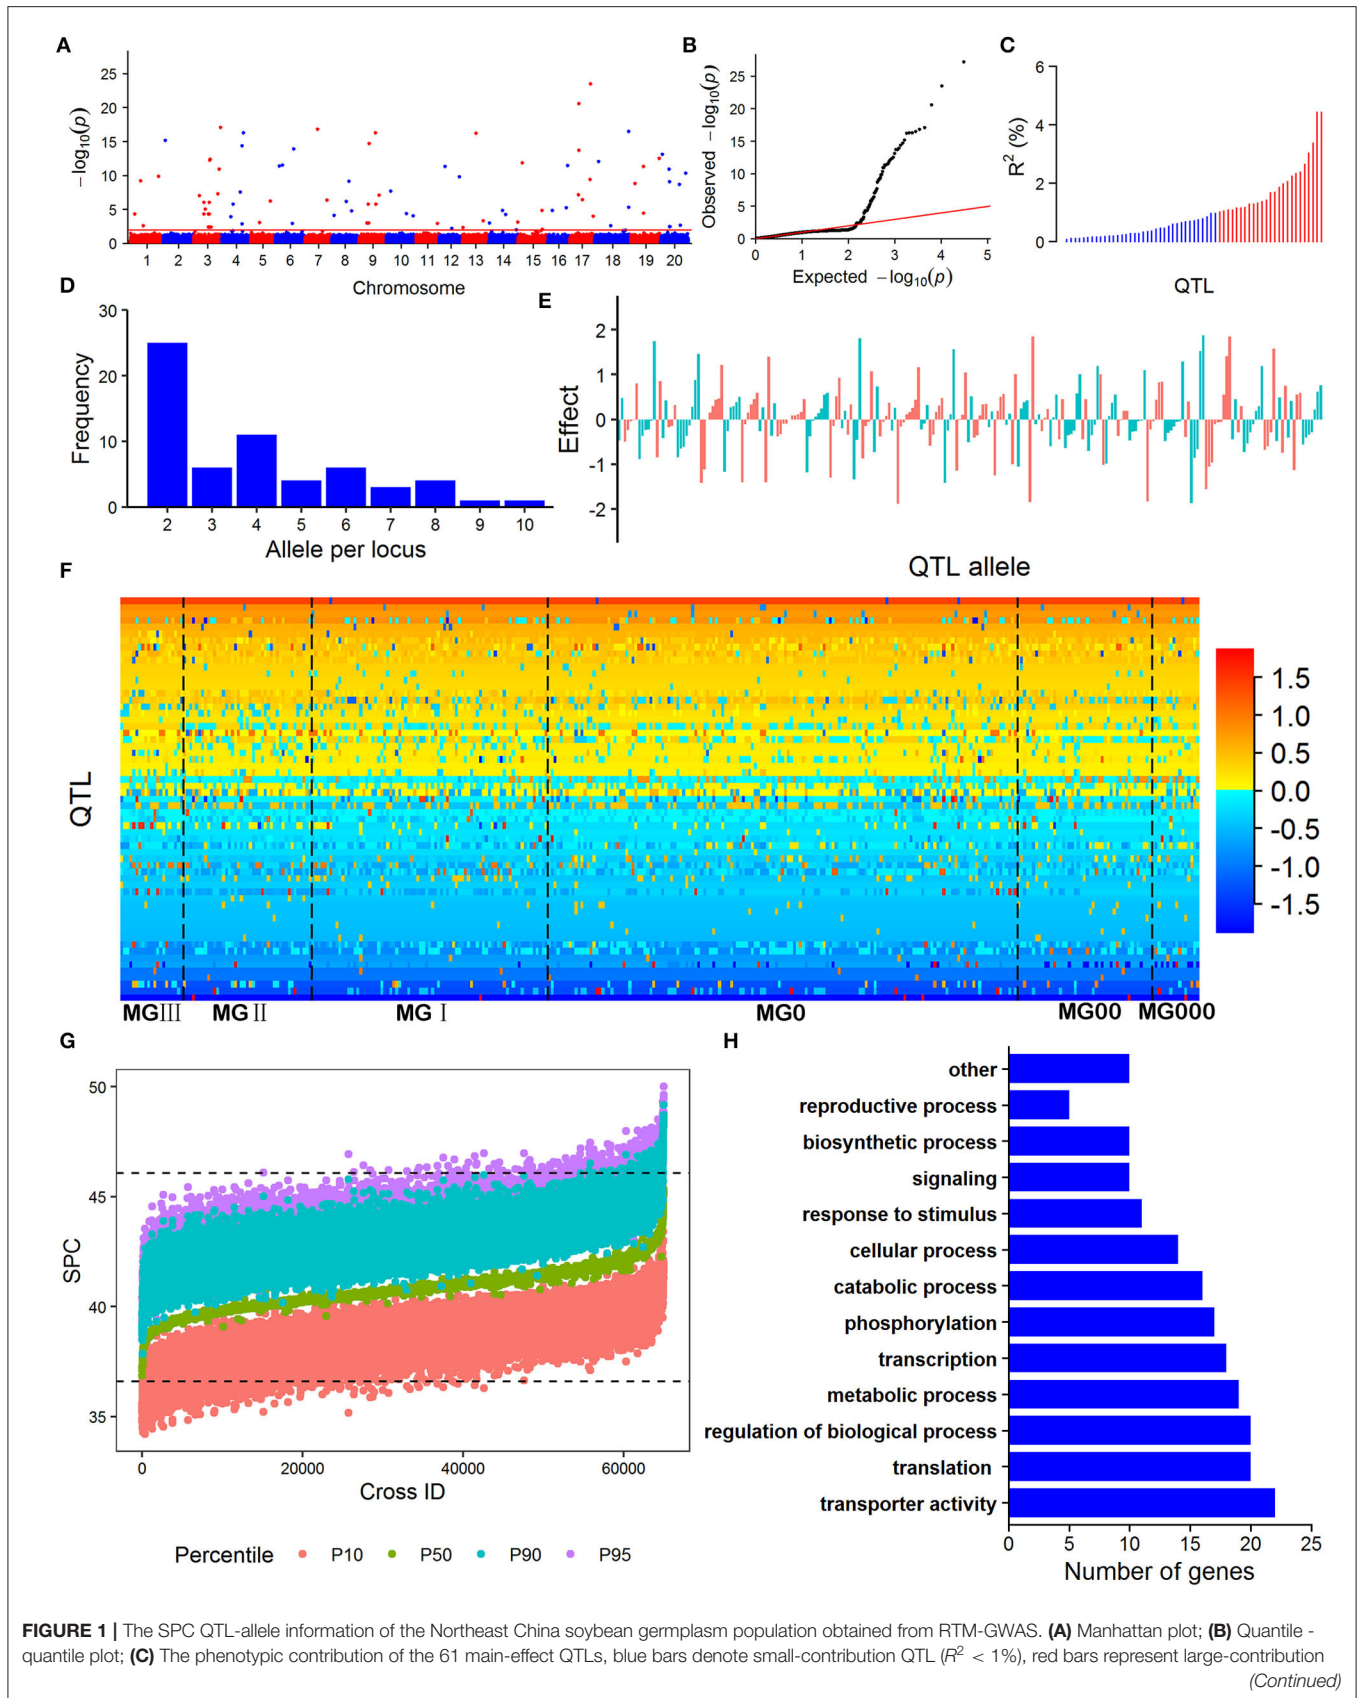 A
−log10(p)
25
20
15
10
5
0
1 2 3 4 5 6 7 8 9 10 11 12 13 14 15 16 17 18 19 20
Chromosome
B
Observed −log10(p)
25
20
15
10
5
0
0 1 2 3 4 5
Expected −log10(p)
C
R2 (%)
6
4
2
0
QTL
D
Frequency
30
20
10
0
2 3 4 5 6 7 8 9 10
Allele per locus
E
Effect
2
1
0
-1
-2
QTL allele
F
QTL
MGIII MG II MG I MG0 MG00 MG000
1.5
1.0
0.5
0.0
-0.5
-1.0
-1.5
G
SPC
50
45
40
35
0 20000 40000 60000
Cross ID
Percentile P10 P50 P90 P95
H
other
reproductive process
biosynthetic process
signaling
response to stimulus
cellular process
catabolic process
phosphorylation
transcription
metabolic process
regulation of biological process
translation
transporter activity
0 5 10 15 20 25
Number of genes
FIGURE 1 | The SPC QTL-allele information of the Northeast China soybean germplasm population obtained from RTM-GWAS. (A) Manhattan plot; (B) Quantile -
quantile plot; (C) The phenotypic contribution of the 61 main-effect QTLs, blue bars denote small-contribution QTL (R2 < 1%), red bars represent large-contribution
(Continued)